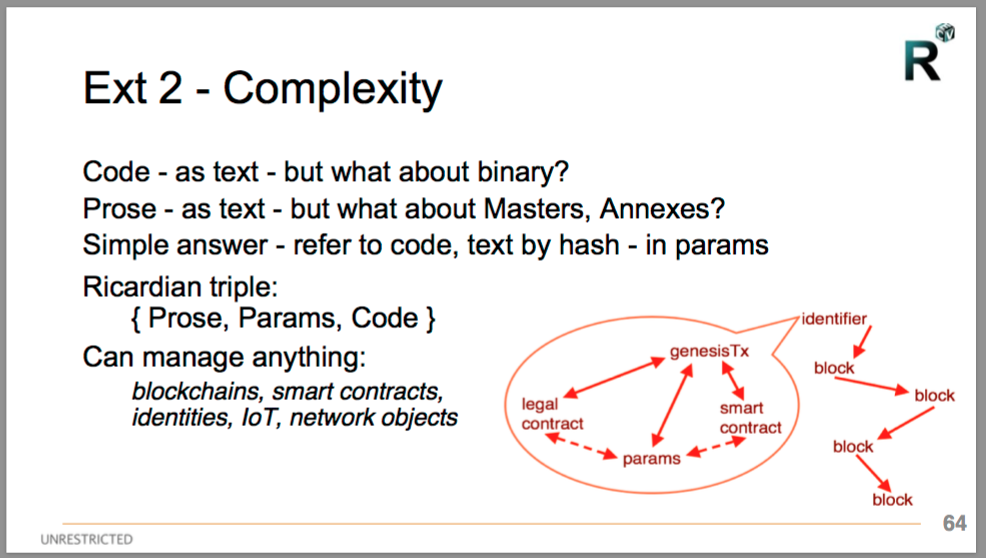 R
CV
Ext 2 - Complexity
Code - as text - but what about binary?
Prose - as text - but what about Masters, Annexes?
Simple answer - refer to code, text by hash - in params
Ricardian triple:
{ Prose, Params, Code }
Can manage anything:
blockchains, smart contracts,
identities, IoT, network objects
identifier
genesisTx
block
block
legal
contract
smart
contract
params
block
block
64
UNRESTRICTED